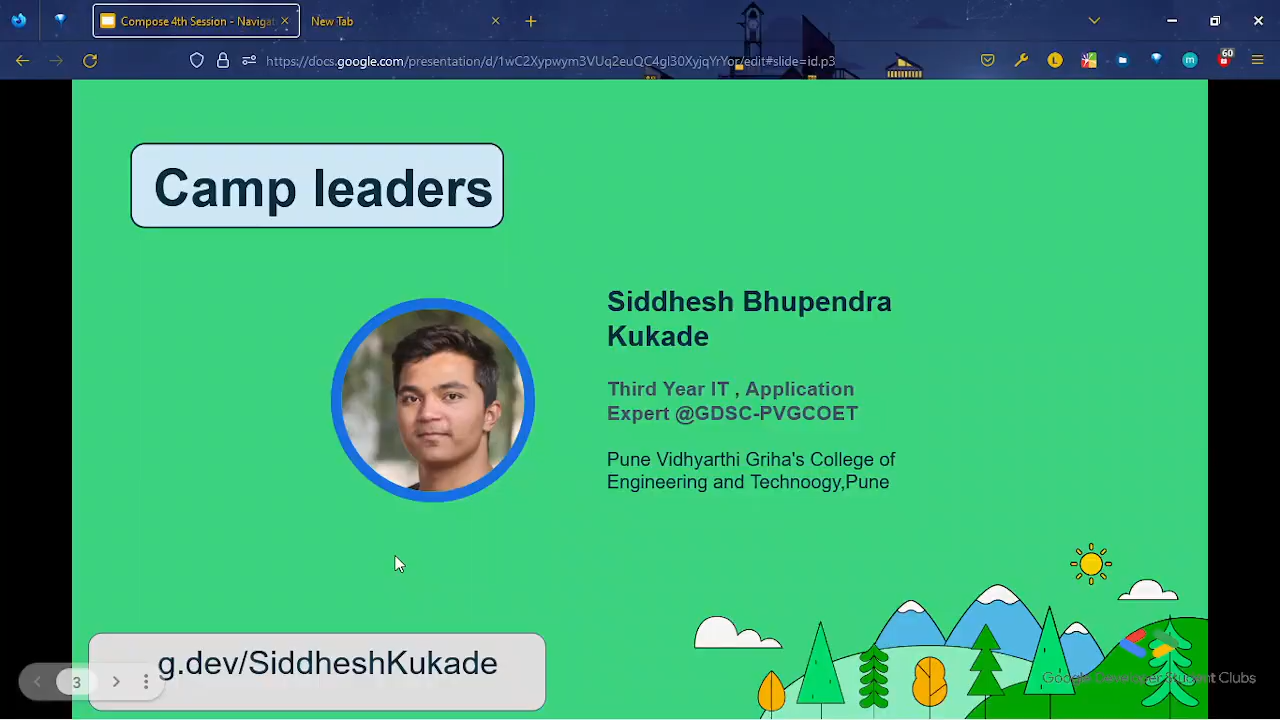 Compose 4th Session - Navigat
New Tab
https://docs.google.com/presentation/d/1wC2Xypwym3VUq2euQC4gl30XyjqYrYor/edit#slide=id.p3
L
m
60
Camp leaders
Siddhesh Bhupendra
Kukade
Third Year IT , Application
Expert @GDSC-PVGCOET
Pune Vidhyarthi Griha's College of
Engineering and Technoogy,Pune
g.dev/SiddheshKukade
3
Google Developer Student Clubs